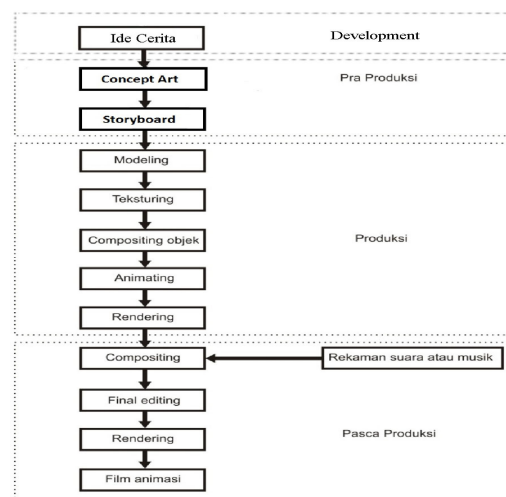 Ide Cerita
Development
Concept Art
Pra Produksi
Storyboard
Modeling
Teksturing
Compositing objek
Produksi
Animating
Rendering
Compositing
Rekaman suara atau musik
Final editing
Rendering
Pasca Produksi
Film animasi